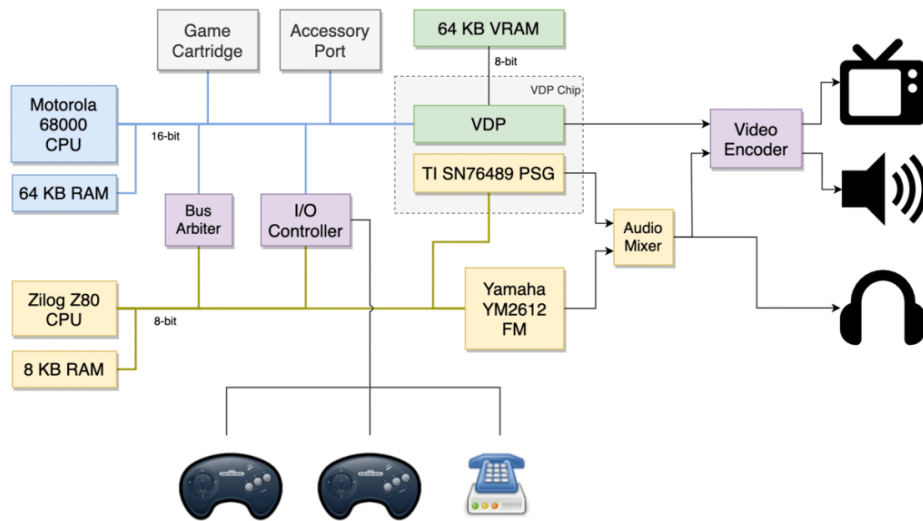 Game
Cartridge
Accessory
Port
64 KB VRAM
8-bit
VDP Chip
Motorola
68000
CPU
16-bit
VDP
Video
Encoder
64 KB RAM
TI SN76489 PSG
Bus
Arbiter
I/O
Controller
Audio
Mixer
Zilog Z80
CPU
8-bit
Yamaha
YM2612
FM
8 KB RAM